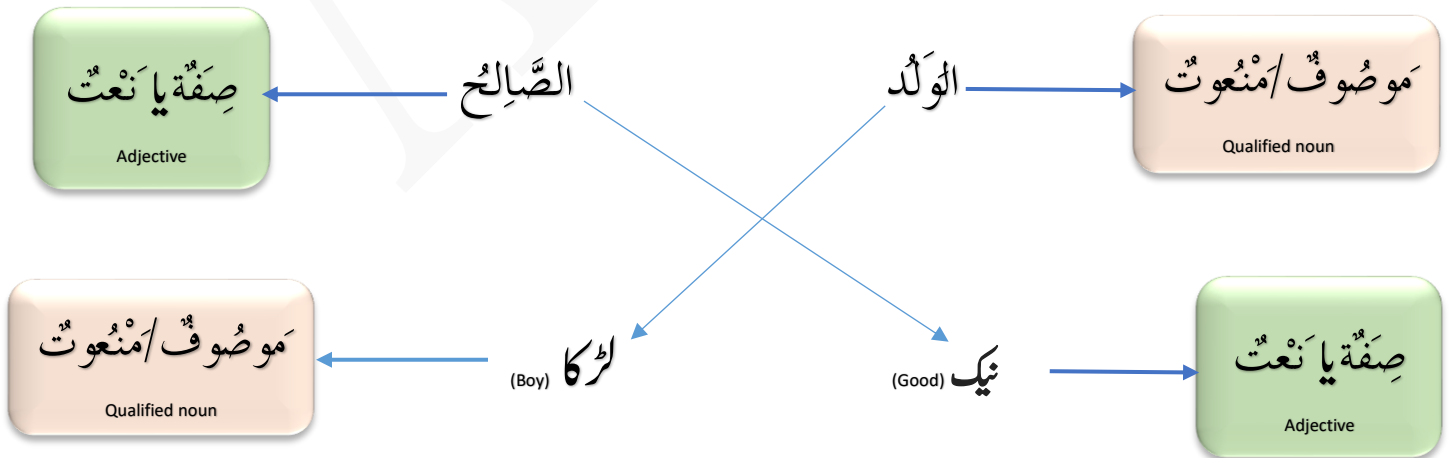 مَوصُوفٌ/مَنْعُوتٌ
Qualified noun
الوَلَدُ
الصَّالِحُ
صِفَةٌ یا نَعْتٌ
Adjective
صِفَةٌ یا نَعْتٌ
Adjective
نیک (Good)
لڑکا (Boy)
مَوصُوفٌ/مَنْعُوتٌ
Qualified noun